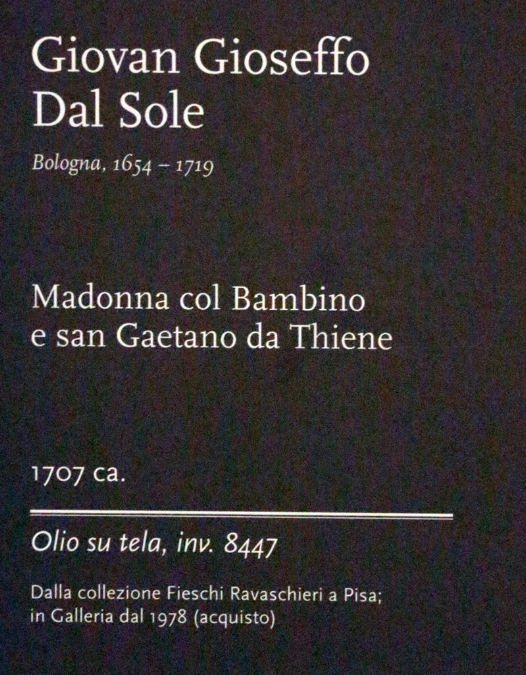 Giovan Gioseffo
Dal Sole
Bologna, 1654 – 1719
Madonna col Bambino
e san Gaetano da Thiene
1707 ca.
Olio su tela, inv. 8447
Dalla collezione Fieschi Ravaschieri a Pisa;
in Galleria dal 1978 (acquisto)